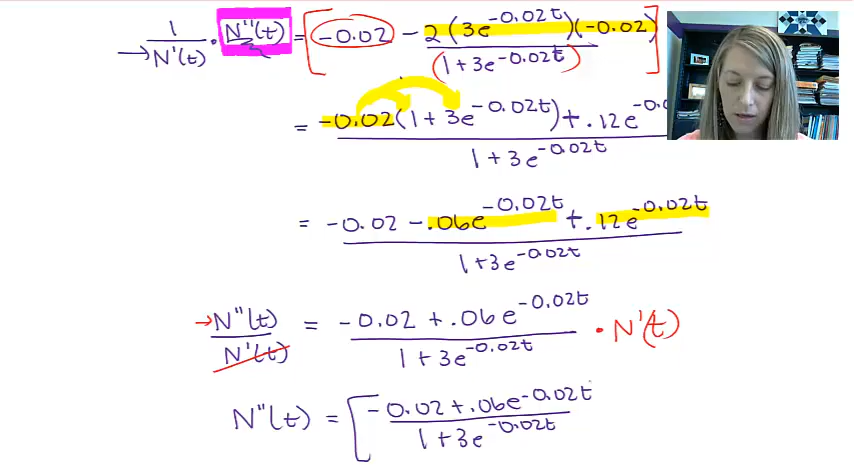 1/N'(t) · N''(t) = [-0.02 - 2(3e^-0.02t)(-0.02)/(1+3e^-0.02t)]
= -0.02(1+3e^-0.02t) + .12e^-0.0/1+3e^-0.02t
= -0.02 - .06e^-0.02t + .12e^-0.02t/1+3e^-0.02t
→ N''(t)/N'(t) = -0.02 + .06e^-0.02t/1+3e^-0.02t · N'(t)
N''(t) = [-0.02 + .06e^-0.02t/1+3e^-0.02t